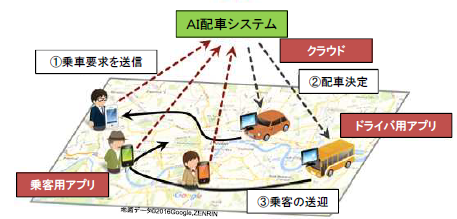 AI配車システム
クラウド
①乗車要求を送信
②配車決定
ドライバ用アプリ
乗客用アプリ
③乗客の送迎
地図データ©2016Google,ZENRIN